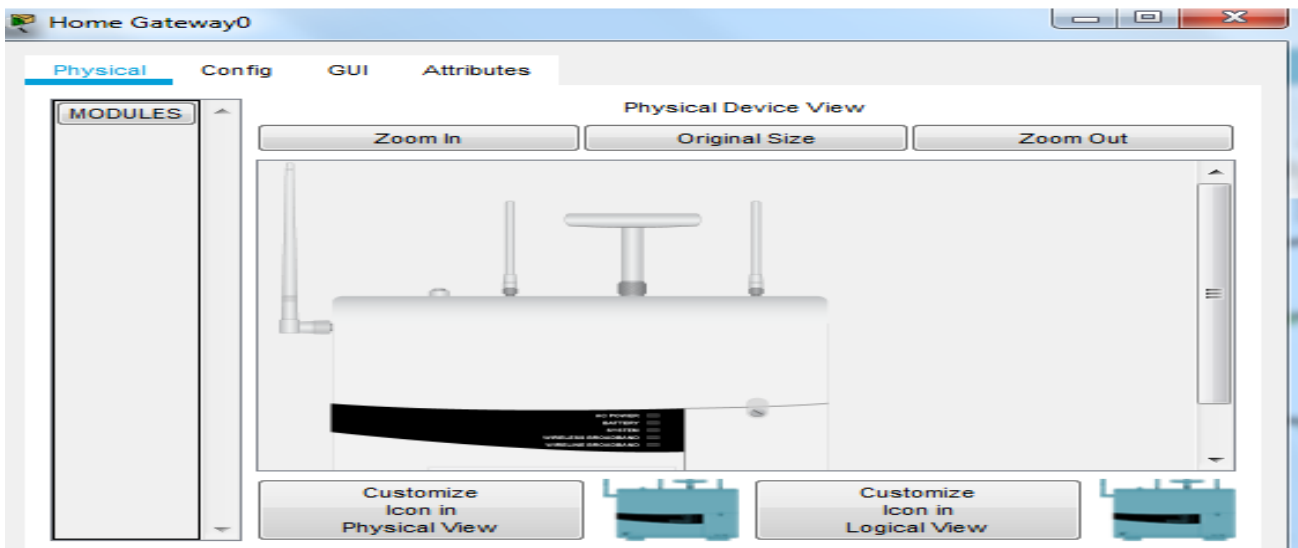 Home Gateway0
Physical Config GUI Attributes
MODULES
Physical Device View
Zoom In Original Size Zoom Out
AC POWER
BATTERY
SYSTEM
WIRELESS BROADBAND
WIRELINE BROADBAND
Customize
Icon in
Physical View
Customize
Icon in
Logical View